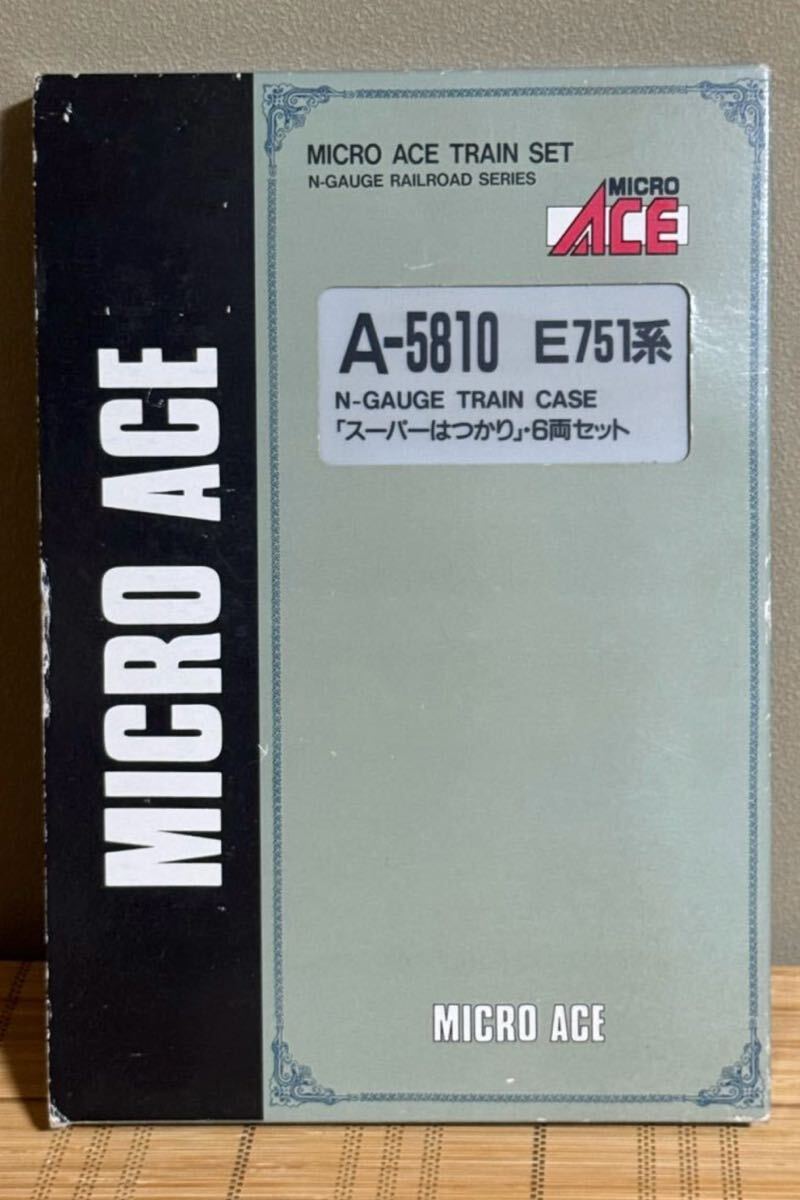 MICRO ACE
MICRO ACE TRAIN SET
N-GAUGE RAILROAD SERIES
MICRO
ACE
A-5810 E751系
N-GAUGE TRAIN CASE
「スーパーはつかり」・6両セット
MICRO ACE